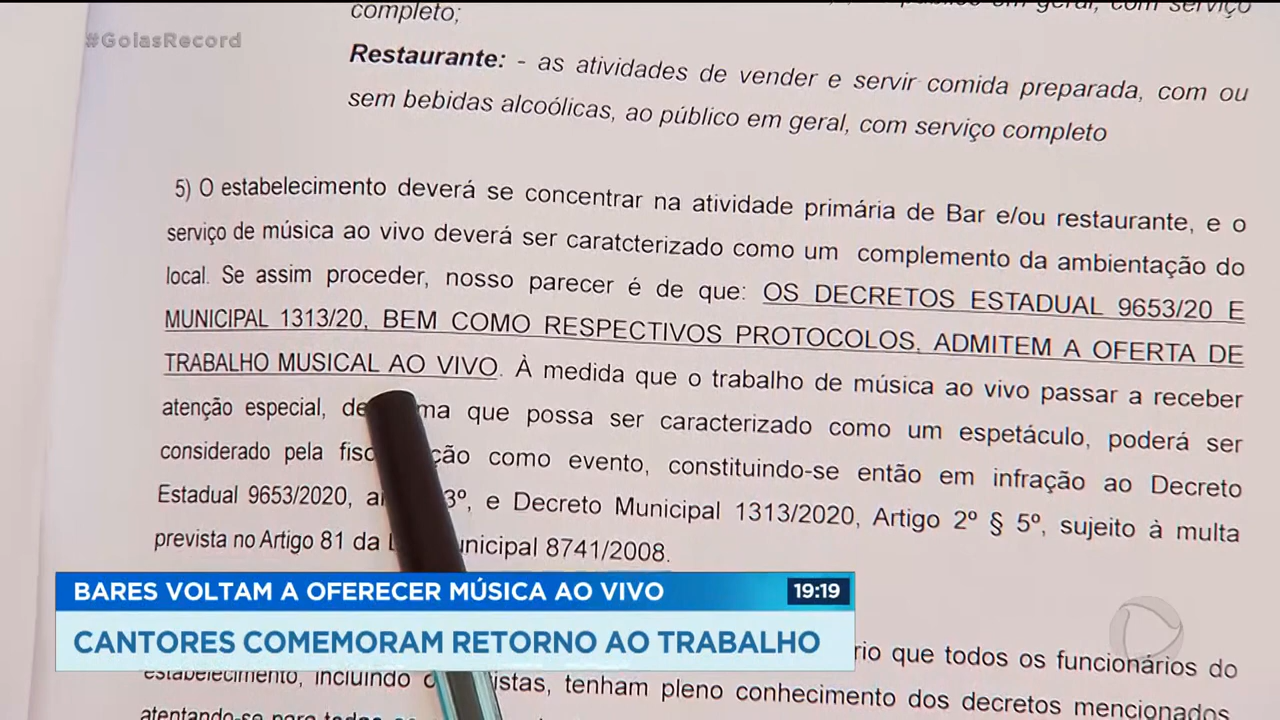 completo;
#GoiasRecord
com serviço
Restaurante: - as atividades de vender e servir comida preparada, com ou
sem bebidas alcoólicas, ao público em geral, com serviço completo
5) O estabelecimento deverá se concentrar na atividade primária de Bar e/ou restaurante, e o
serviço de música ao vivo deverá ser caratcterizado como um complemento da ambientação do
local. Se assim proceder, nosso parecer é de que: OS DECRETOS ESTADUAL 9653/20 E
MUNICIPAL 1313/20, BEM COMO RESPECTIVOS PROTOCOLOS, ADMITEM A OFERTA DE
TRABALHO MUSICAL AO VIVO. À medida que o trabalho de música ao vivo passar a receber
atenção especial, de ma que possa ser caracterizado como um espetáculo, poderá ser
considerado pela fisc ção como evento, constituindo-se então em infração ao Decreto
Estadual 9653/2020, a 3º, e Decreto Municipal 1313/2020, Artigo 2º § 5º, sujeito à multa
prevista no Artigo 81 da L unicipal 8741/2008.
BARES VOLTAM A OFERECER MÚSICA AO VIVO 19:19
CANTORES COMEMORAM RETORNO AO TRABALHO
rio que todos os funcionários do
estabelecimento, incluindo o istas, tenham pleno conhecimento dos decretos mencionados,
atentando-se para todas